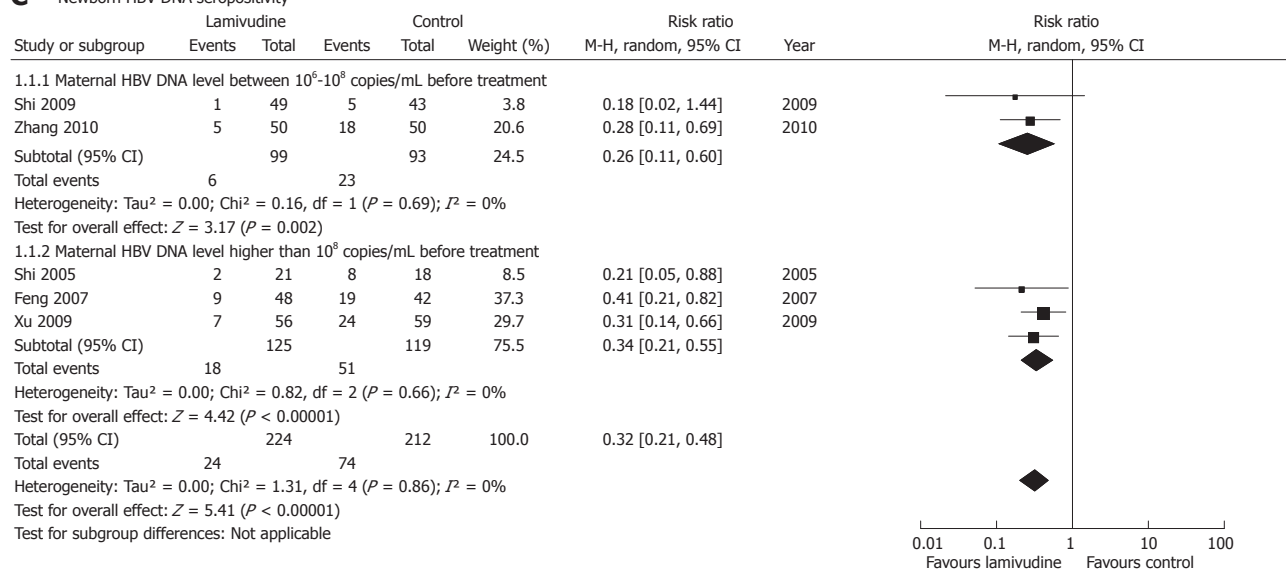 C Newborn HBV DNA seropositivity
Lamivudine Control Risk ratio Risk ratio
Study or subgroup Events Total Events Total Weight (%) M-H, random, 95% CI Year M-H, random, 95% CI
1.1.1 Maternal HBV DNA level between 10⁶-10⁸ copies/mL before treatment
Shi 2009 1 49 5 43 3.8 0.18 [0.02, 1.44] 2009
Zhang 2010 5 50 18 50 20.6 0.28 [0.11, 0.69] 2010
Subtotal (95% CI) 99 93 24.5 0.26 [0.11, 0.60]
Total events 6 23
Heterogeneity: Tau² = 0.00; Chi² = 0.16, df = 1 (P = 0.69); I² = 0%
Test for overall effect: Z = 3.17 (P = 0.002)
1.1.2 Maternal HBV DNA level higher than 10⁸ copies/mL before treatment
Shi 2005 2 21 8 18 8.5 0.21 [0.05, 0.88] 2005
Feng 2007 9 48 19 42 37.3 0.41 [0.21, 0.82] 2007
Xu 2009 7 56 24 59 29.7 0.31 [0.14, 0.66] 2009
Subtotal (95% CI) 125 119 75.5 0.34 [0.21, 0.55]
Total events 18 51
Heterogeneity: Tau² = 0.00; Chi² = 0.82, df = 2 (P = 0.66); I² = 0%
Test for overall effect: Z = 4.42 (P < 0.00001)
Total (95% CI) 224 212 100.0 0.32 [0.21, 0.48]
Total events 24 74
Heterogeneity: Tau² = 0.00; Chi² = 1.31, df = 4 (P = 0.86); I² = 0%
Test for overall effect: Z = 5.41 (P < 0.00001)
Test for subgroup differences: Not applicable
0.01 0.1 1 10 100
Favours lamivudine Favours control